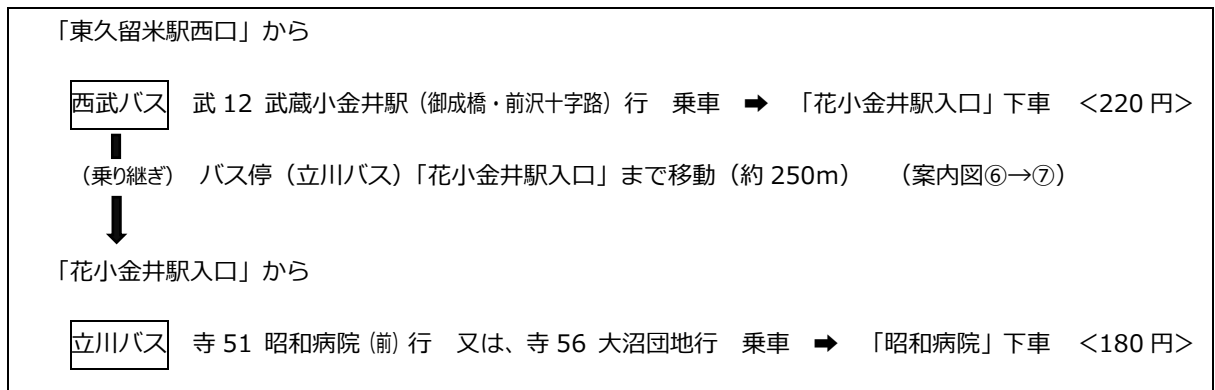 「東久留米駅西口」から
西武バス 武 12 武蔵小金井駅（御成橋・前沢十字路）行 乗車 ➡ 「花小金井駅入口」下車 <220 円>
（乗り継ぎ） バス停（立川バス）「花小金井駅入口」まで移動（約 250m） （案内図⑥→⑦）
「花小金井駅入口」から
立川バス 寺 51 昭和病院（前）行 又は、寺 56 大沼団地行 乗車 ➡ 「昭和病院」下車 <180 円>